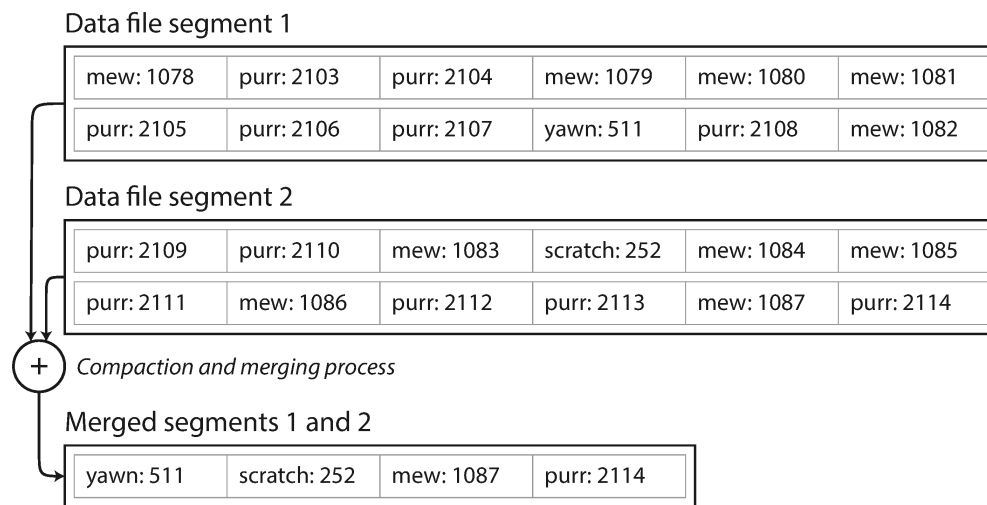 Data file segment 1
mew: 1078 purr: 2103 purr: 2104 mew: 1079 mew: 1080 mew: 1081
purr: 2105 purr: 2106 purr: 2107 yawn: 511 purr: 2108 mew: 1082
Data file segment 2
purr: 2109 purr: 2110 mew: 1083 scratch: 252 mew: 1084 mew: 1085
purr: 2111 mew: 1086 purr: 2112 purr: 2113 mew: 1087 purr: 2114
+ Compaction and merging process
Merged segments 1 and 2
yawn: 511 scratch: 252 mew: 1087 purr: 2114